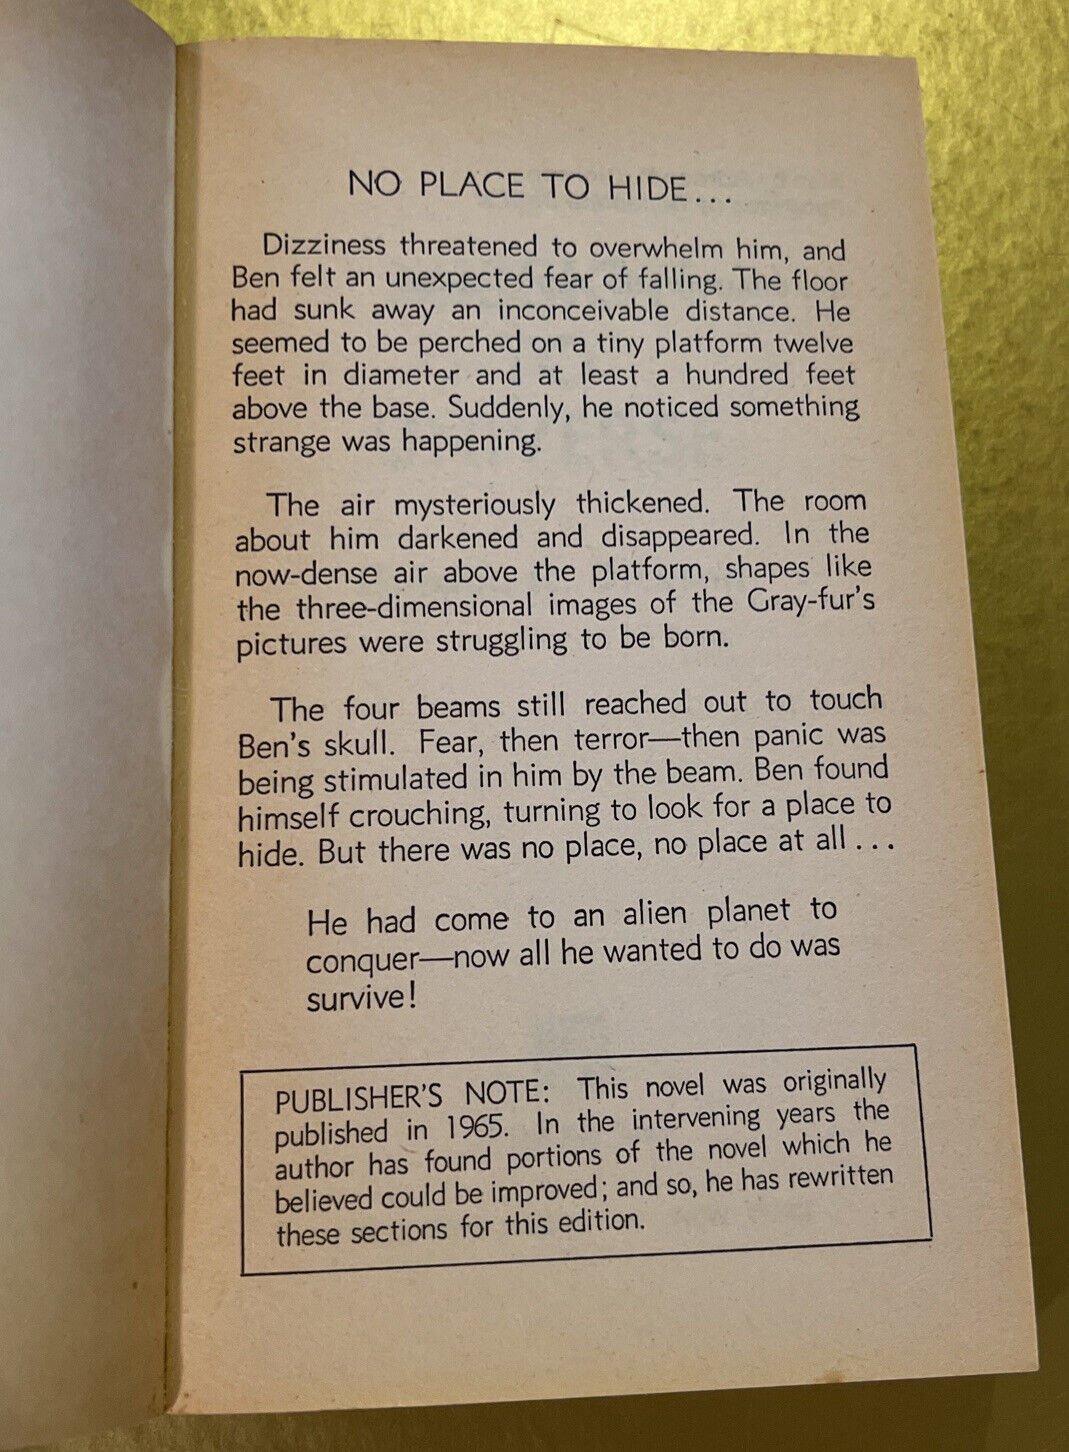 NO PLACE TO HIDE...
Dizziness threatened to overwhelm him, and
Ben felt an unexpected fear of falling. The floor
had sunk away an inconceivable distance. He
seemed to be perched on a tiny platform twelve
feet in diameter and at least a hundred feet
above the base. Suddenly, he noticed something
strange was happening.
The air mysteriously thickened. The room
about him darkened and disappeared. In the
now-dense air above the platform, shapes like
the three-dimensional images of the Gray-fur's
pictures were struggling to be born.
The four beams still reached out to touch
Ben's skull. Fear, then terror—then panic was
being stimulated in him by the beam. Ben found
himself crouching, turning to look for a place to
hide. But there was no place, no place at all...
He had come to an alien planet to
conquer—now all he wanted to do was
survive!
PUBLISHER'S NOTE: This novel was originally
published in 1965. In the intervening years the
author has found portions of the novel which he
believed could be improved; and so, he has rewritten
these sections for this edition.